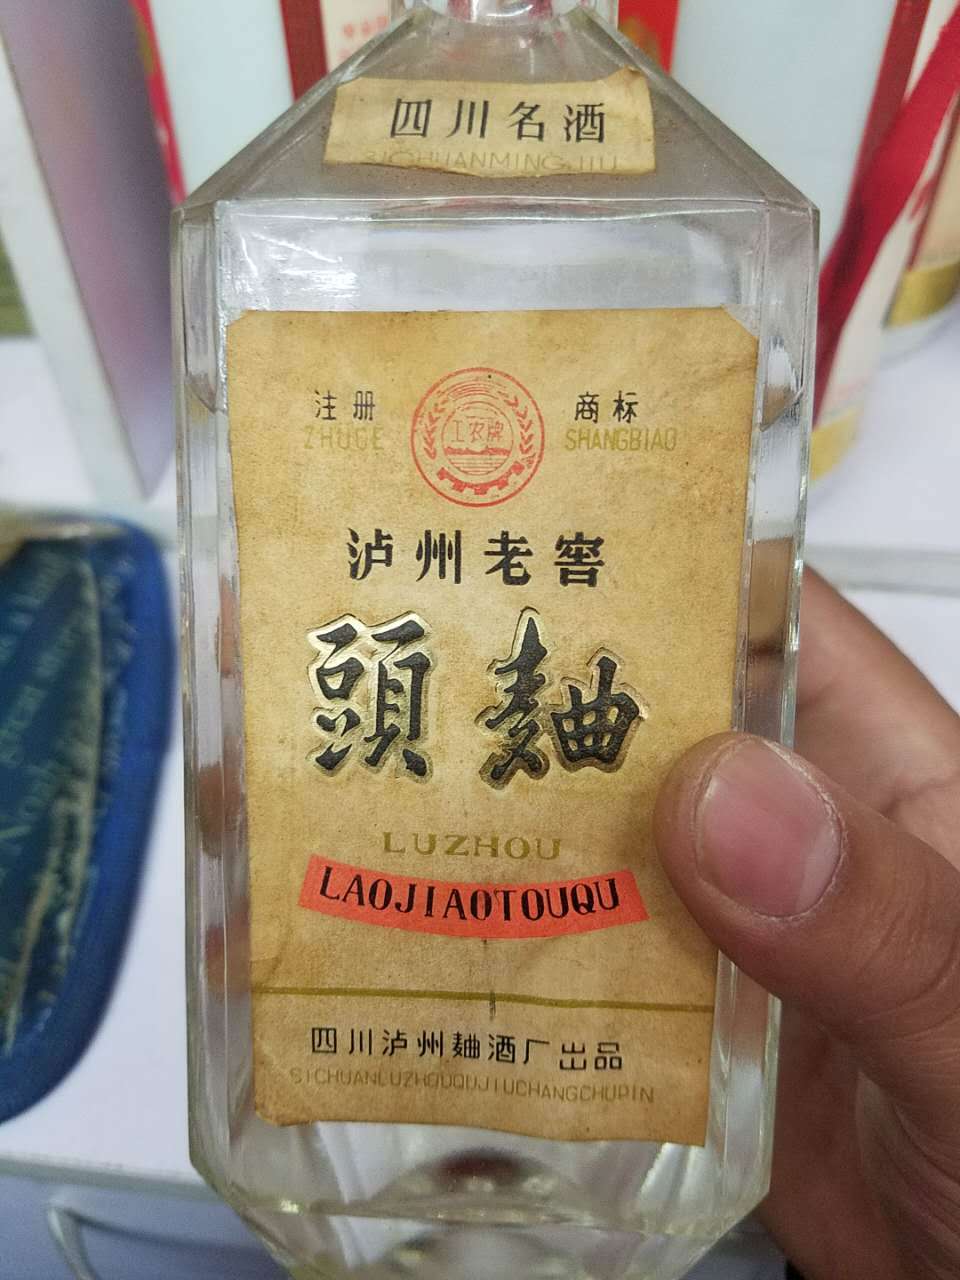 四川名酒
SICHUANMINGJIU
注册 商标
ZHUCE SHANGBIAO
工农牌
泸州老窖
頭麯
LUZHOU
LAOJIAOTOUQU
四川泸州麯酒厂出品
SICHUANLUZHOUQUJIUCHANGCHUPIN